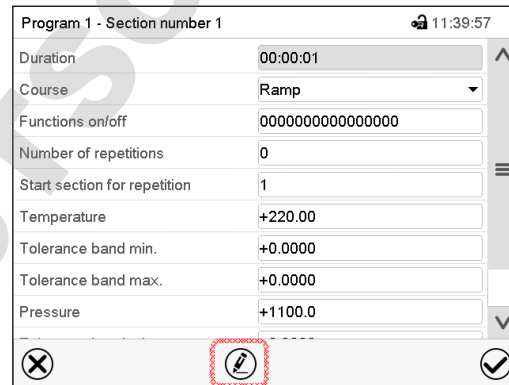 Program 1 - Section number 1 11:39:57
Duration 00:00:01
Course Ramp
Functions on/off 0000000000000000
Number of repetitions 0
Start section for repetition 1
Temperature +220.00
Tolerance band min. +0.0000
Tolerance band max. +0.0000
Pressure +1100.0